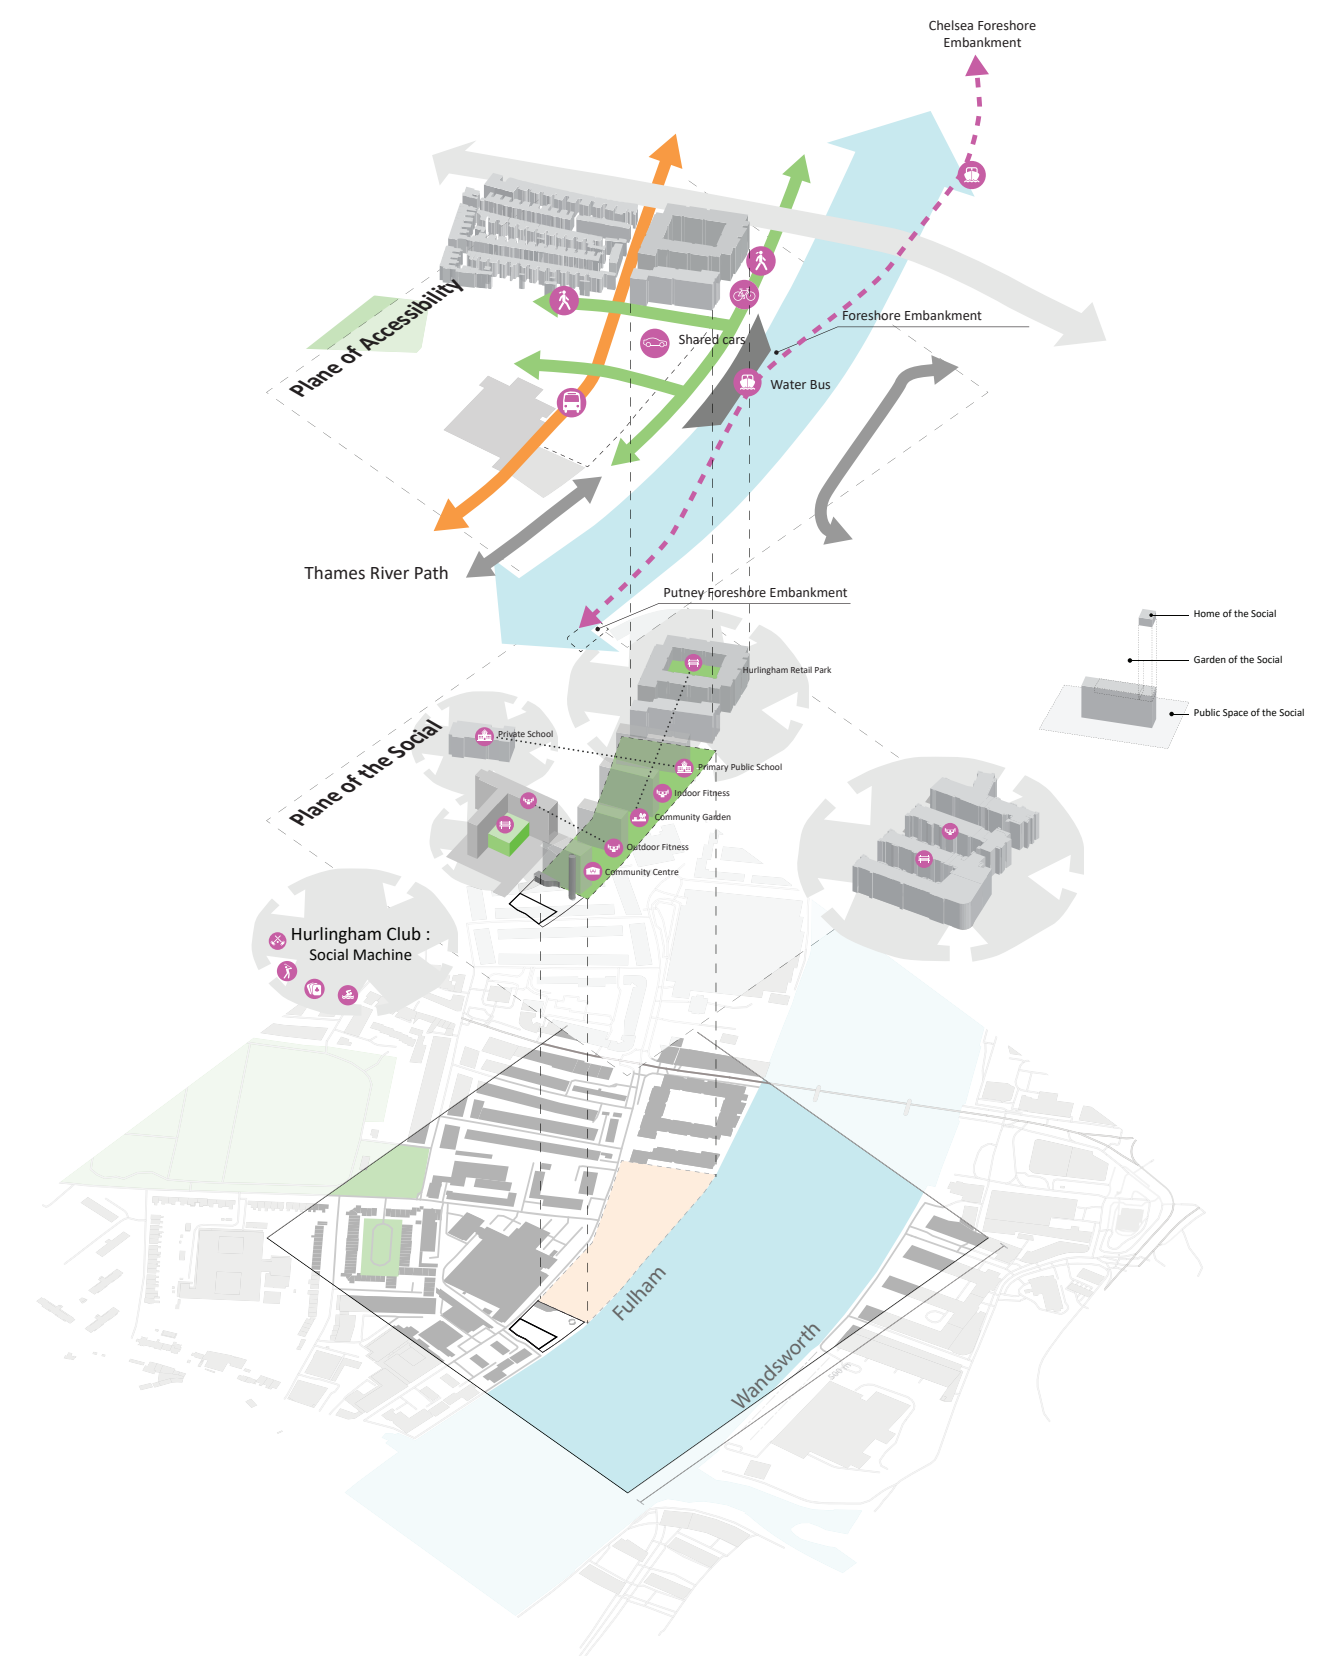 Chelsea Foreshore
Embankment
Plane of Accessibility
Foreshore Embankment
Shared cars
Water Bus
Thames River Path
Putney Foreshore Embankment
Home of the Social
Garden of the Social
Public Space of the Social
Plane of the Social
Hurlingham Retail Park
Private School
Primary Public School
Indoor Fitness
Community Garden
Outdoor Fitness
Community Centre
Hurlingham Club :
Social Machine
Fulham
Wandsworth
500 m